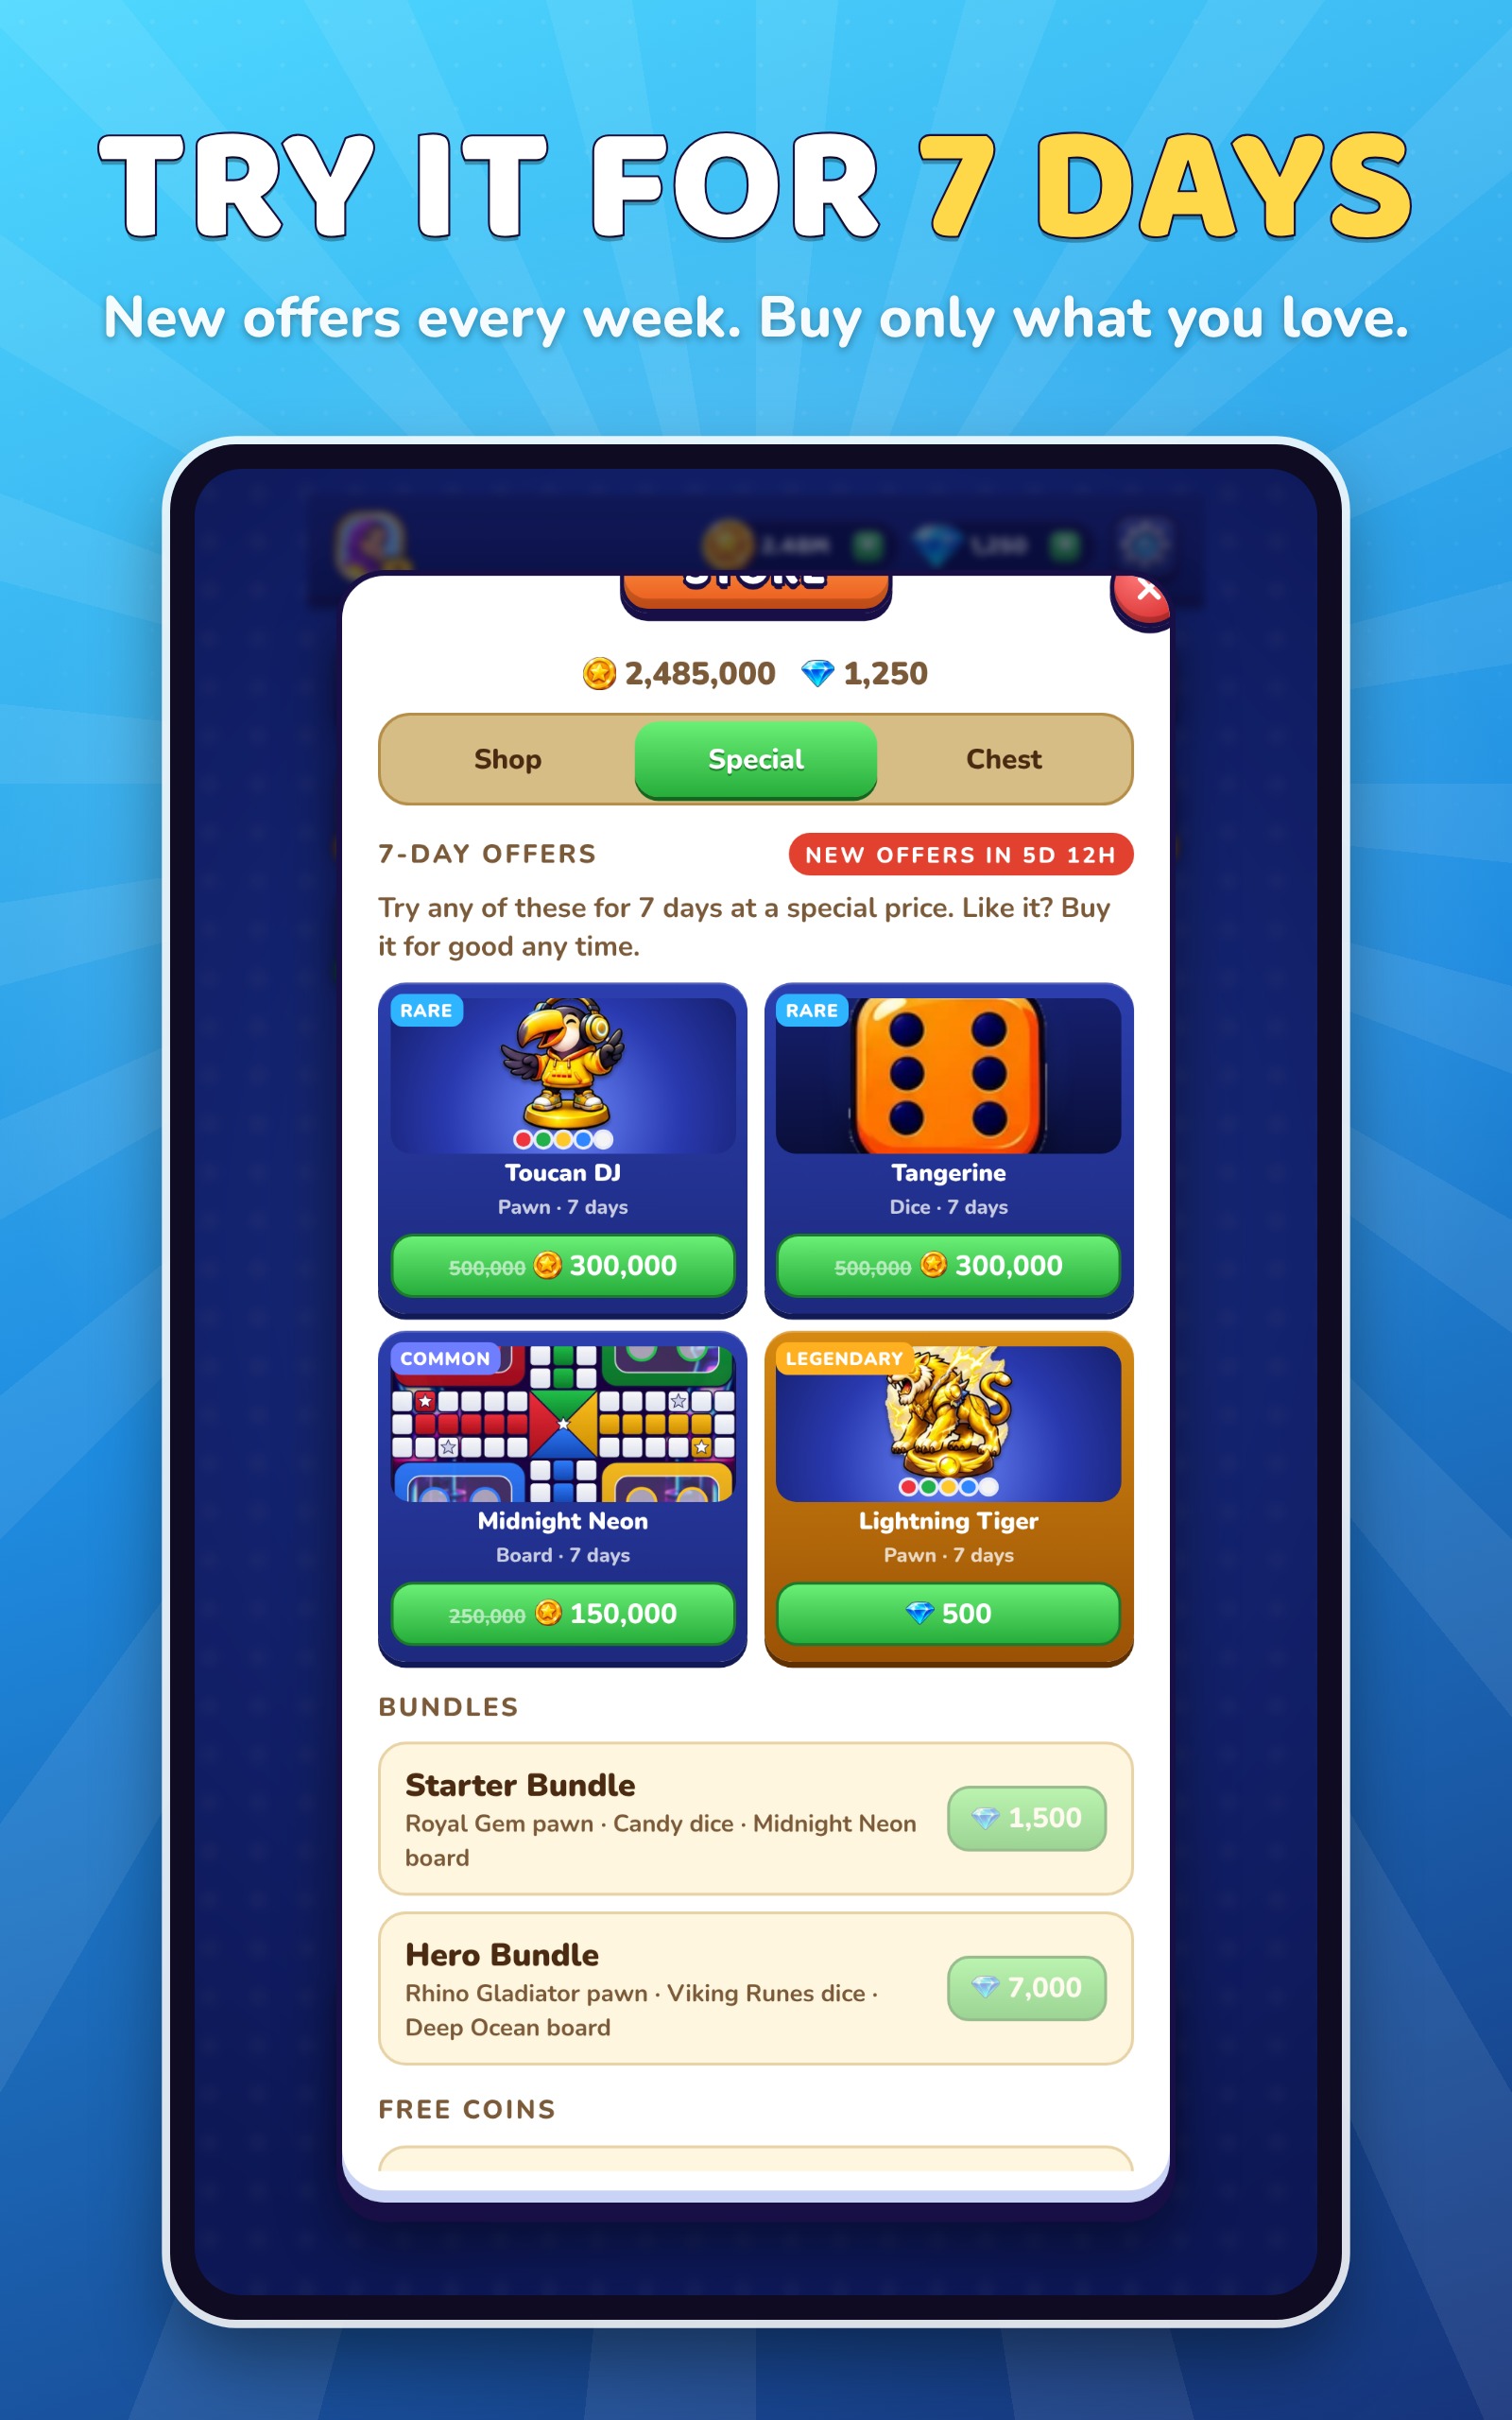 TRY IT FOR 7 DAYS
New offers every week. Buy only what you love.
2.48M
1,250
STORE
2,485,000
1,250
Shop
Special
Chest
7-DAY OFFERS
NEW OFFERS IN 5D 12H
Try any of these for 7 days at a special price. Like it? Buy
it for good any time.
RARE
Toucan DJ
Pawn · 7 days
500,000 300,000
RARE
Tangerine
Dice · 7 days
500,000 300,000
COMMON
Midnight Neon
Board · 7 days
250,000 150,000
LEGENDARY
Lightning Tiger
Pawn · 7 days
500
BUNDLES
Starter Bundle
Royal Gem pawn · Candy dice · Midnight Neon
board
1,500
Hero Bundle
Rhino Gladiator pawn · Viking Runes dice ·
Deep Ocean board
7,000
FREE COINS